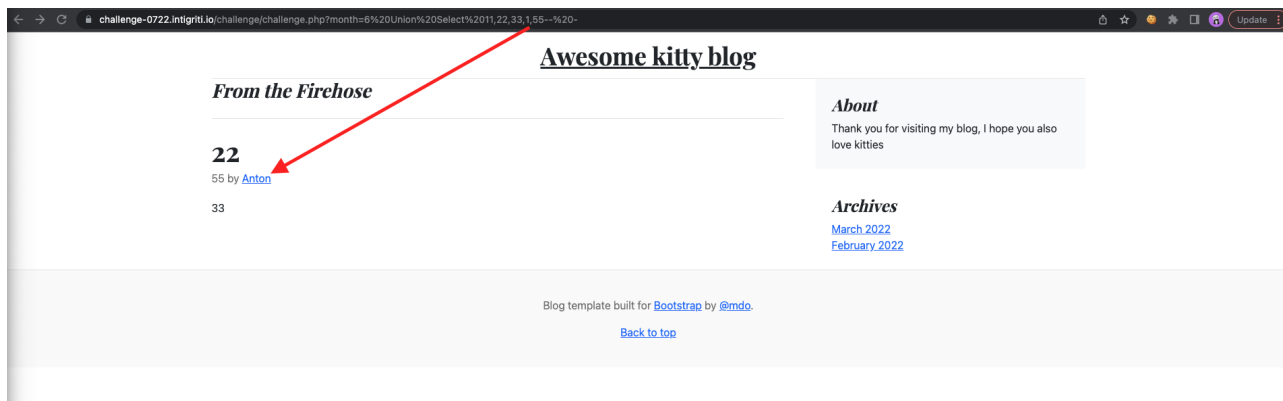 challenge-0722.intigriti.io/challenge/challenge.php?month=6%20Union%20Select%2011,22,33,1,55--%20-
Update
Awesome kitty blog
From the Firehose
22
55 by Anton
33
About
Thank you for visiting my blog, I hope you also
love kitties
Archives
March 2022
February 2022
Blog template built for Bootstrap by @mdo.
Back to top